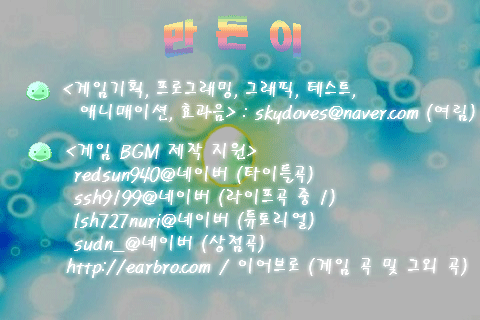 만든이
<게임기획, 프로그래밍, 그래픽, 테스트,
애니매이션, 효과음> : skydoves@naver.com (여림)
<게임 BGM 제작 지원>
redsun940@네이버 (타이틀곡)
ssh9199@네이버 (라이프곡 중 1)
lsh727nuri@네이버 (튜토리얼)
sudn_@네이버 (상점곡)
http://earbro.com / 이어브로 (게임 곡 및 그외 곡)